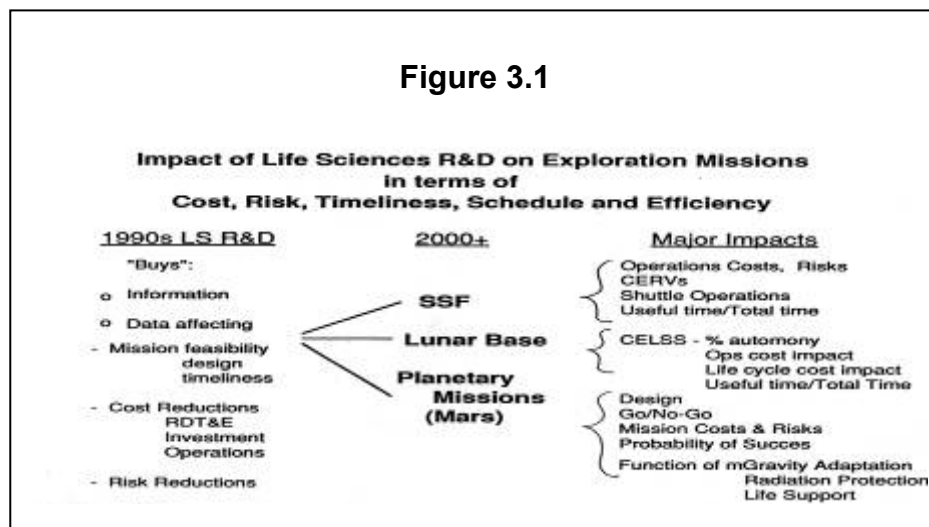 Figure 3.1
Impact of Life Sciences R&D on Exploration Missions
in terms of
Cost, Risk, Timeliness, Schedule and Efficiency
1990s LS R&D
"Buys":
o Information
o Data affecting
- Mission feasibility
design
timeliness
- Cost Reductions
RDT&E
Investment
Operations
- Risk Reductions
2000+
SSF
Lunar Base
Planetary
Missions
(Mars)
Major Impacts
Operations Costs, Risks
CERVs
Shuttle Operations
Useful time/Total time
CELSS - % automony
Ops cost impact
Life cycle cost impact
Useful time/Total Time
Design
Go/No-Go
Mission Costs & Risks
Probability of Succes
Function of mGravity Adaptation
Radiation Protection
Life Support